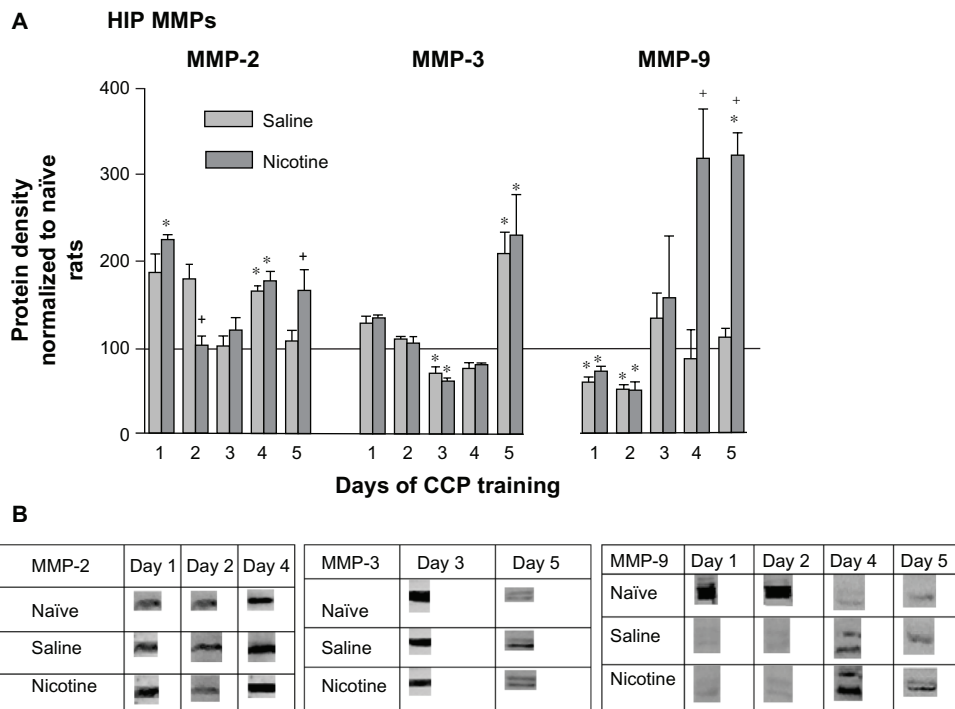 A
HIP MMPs
MMP-2 MMP-3 MMP-9
Protein density
normalized to naïve
rats
400
300
200
100
0
Saline
Nicotine
* + * * + * * * * * * * * + + *
1 2 3 4 5 1 2 3 4 5 1 2 3 4 5
Days of CCP training
B
MMP-2 Day 1 Day 2 Day 4
Naïve
Saline
Nicotine
MMP-3 Day 3 Day 5
Naïve
Saline
Nicotine
MMP-9 Day 1 Day 2 Day 4 Day 5
Naïve
Saline
Nicotine